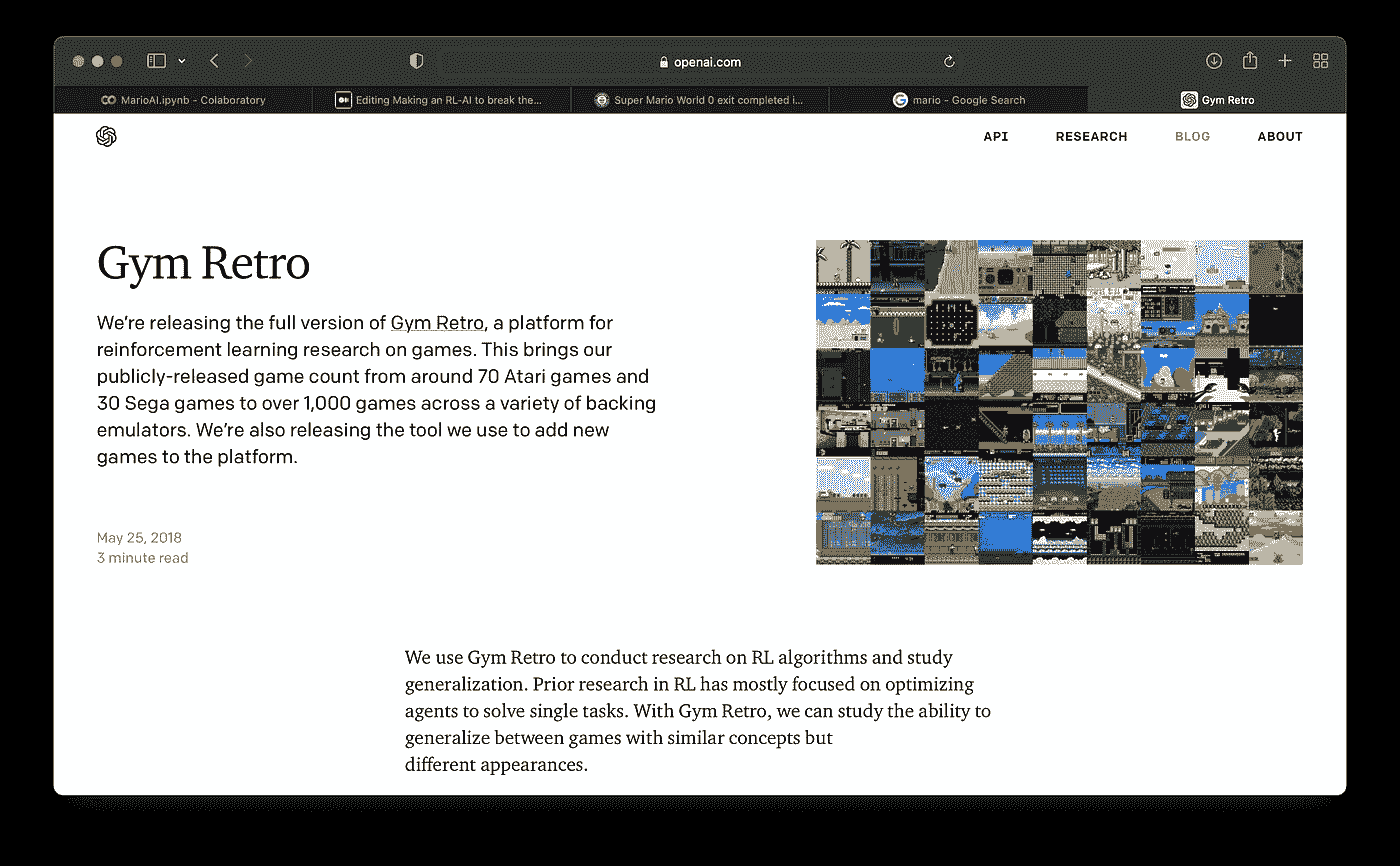 openai.com
MarioAI.ipynb - Colaboratory
Editing Making an RL-AI to break the...
Super Mario World 0 exit completed i...
mario - Google Search
Gym Retro
API
RESEARCH
BLOG
ABOUT
Gym Retro
We're releasing the full version of Gym Retro, a platform for
reinforcement learning research on games. This brings our
publicly-released game count from around 70 Atari games and
30 Sega games to over 1,000 games across a variety of backing
emulators. We're also releasing the tool we use to add new
games to the platform.
May 25, 2018
3 minute read
We use Gym Retro to conduct research on RL algorithms and study
generalization. Prior research in RL has mostly focused on optimizing
agents to solve single tasks. With Gym Retro, we can study the ability to
generalize between games with similar concepts but
different appearances.